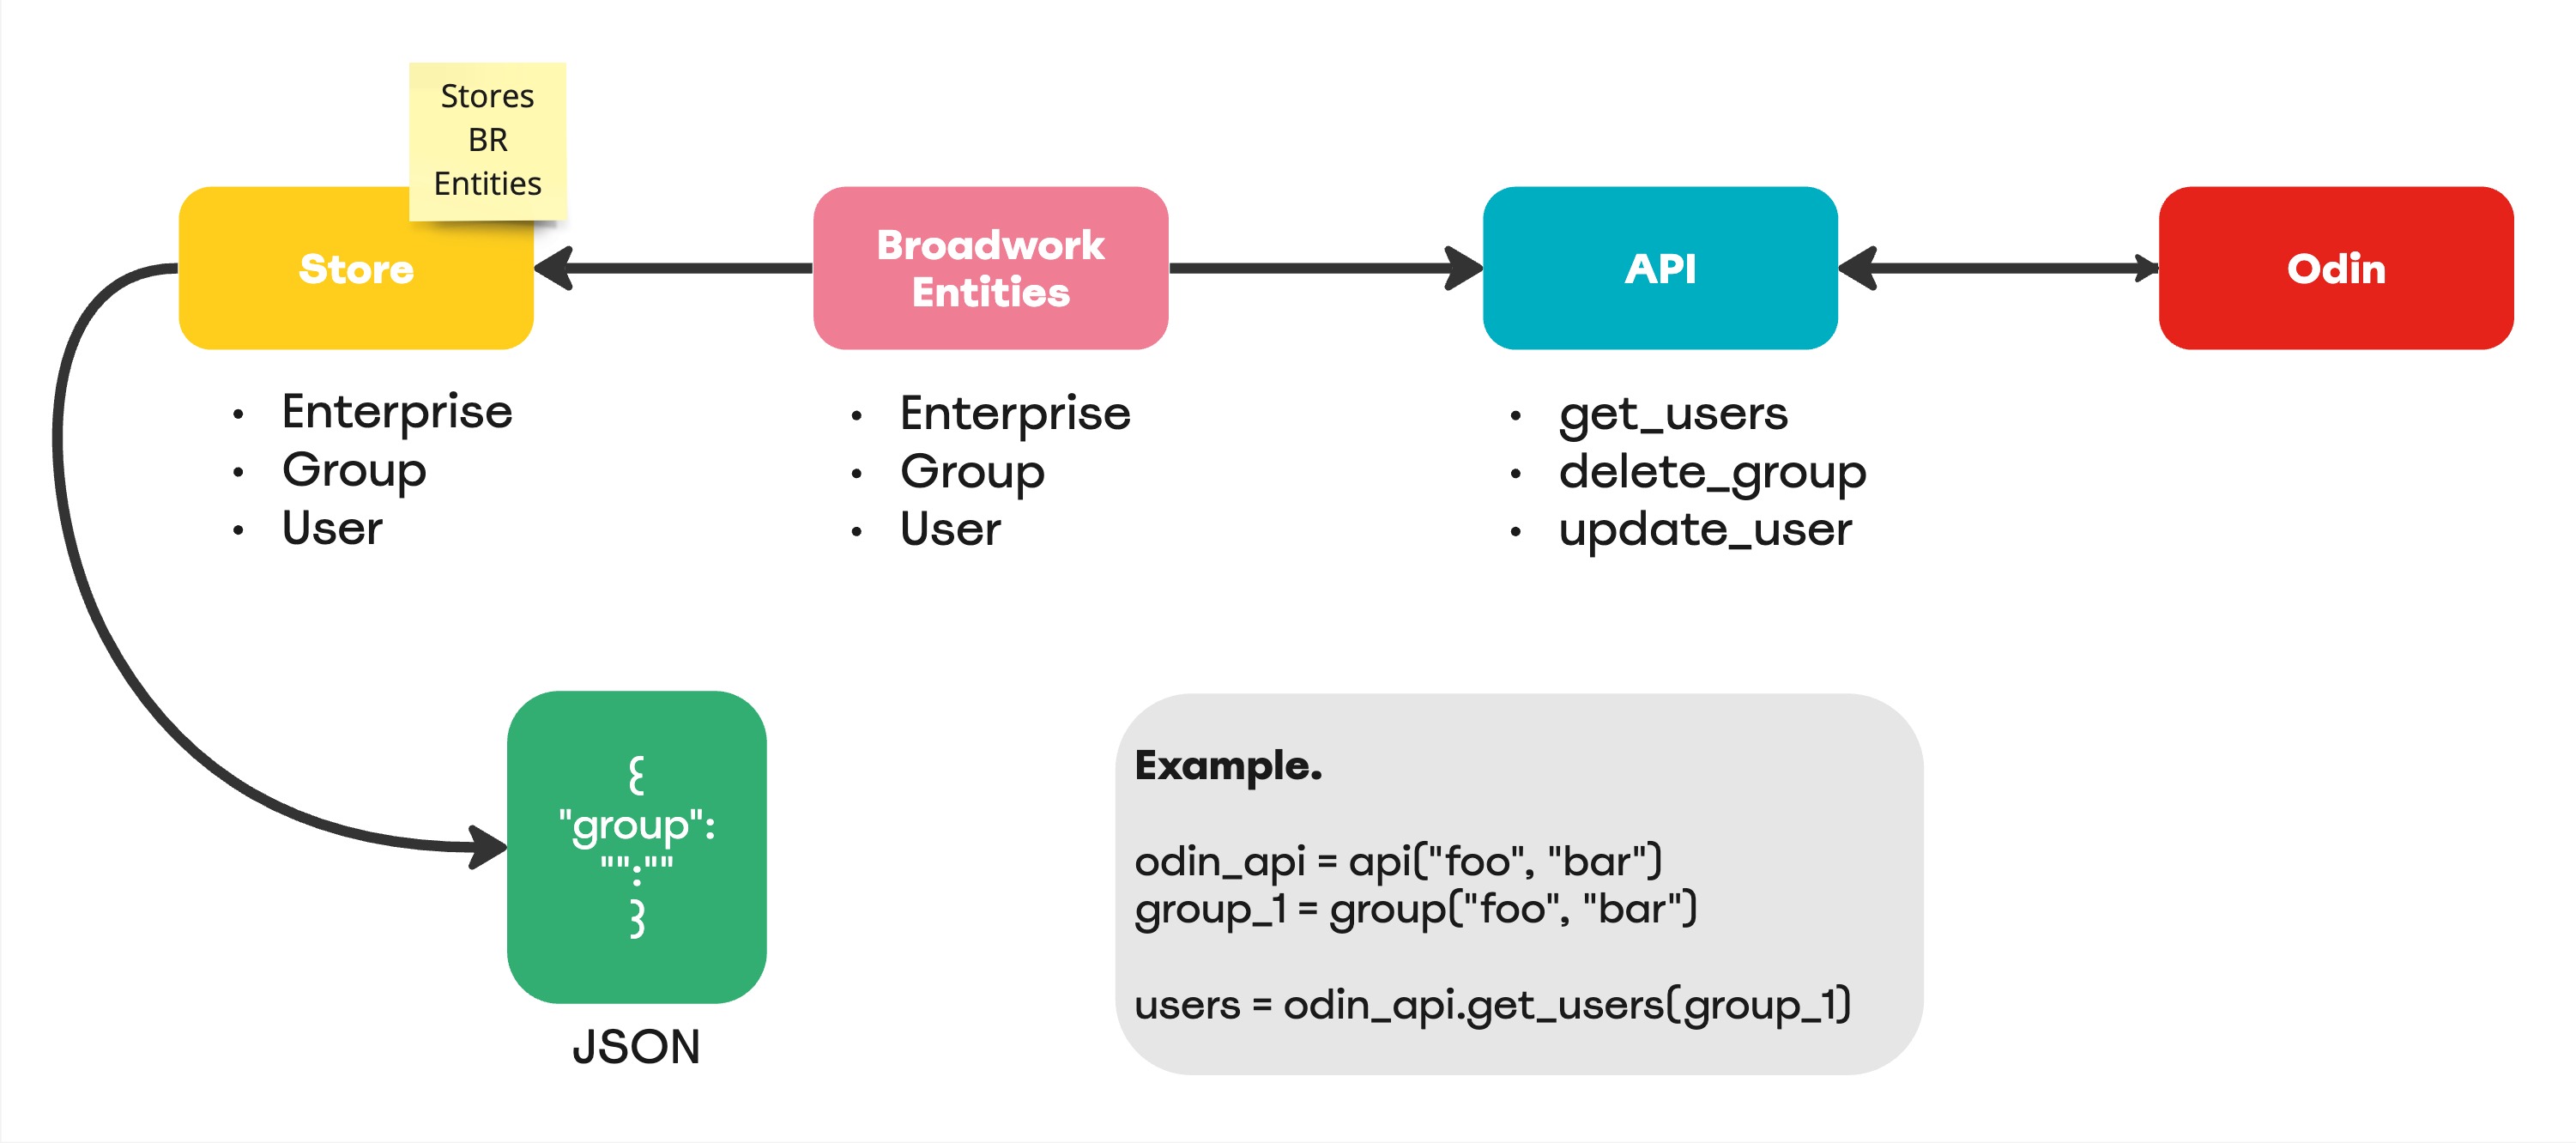 Stores
BR
Entities
Store
Broadwork
Entities
API
Odin
• Enterprise
• Group
• User
• Enterprise
• Group
• User
• get_users
• delete_group
• update_user
{
"group":
"":""
}
JSON
Example.
odin_api = api("foo", "bar")
group_1 = group("foo", "bar")
users = odin_api.get_users(group_1)